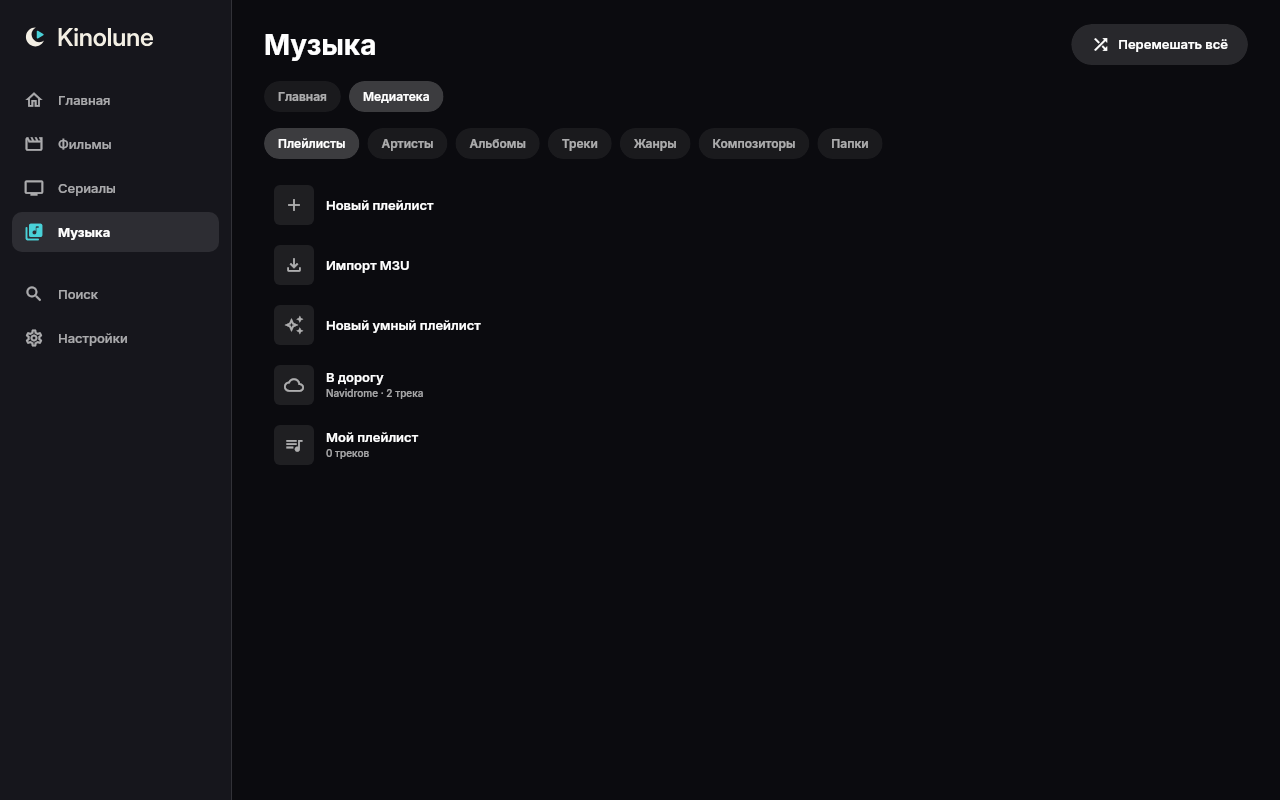 Kinolune
Главная
Фильмы
Сериалы
Музыка
Поиск
Настройки
Музыка
Перемешать всё
Главная
Медиатека
Плейлисты
Артисты
Альбомы
Треки
Жанры
Композиторы
Папки
Новый плейлист
Импорт M3U
Новый умный плейлист
В дорогу
Navidrome · 2 трека
Мой плейлист
0 треков